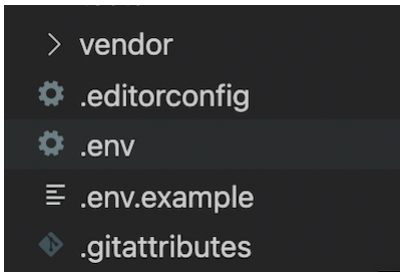 vendor
.editorconfig
.env
.env.example
.gitattributes